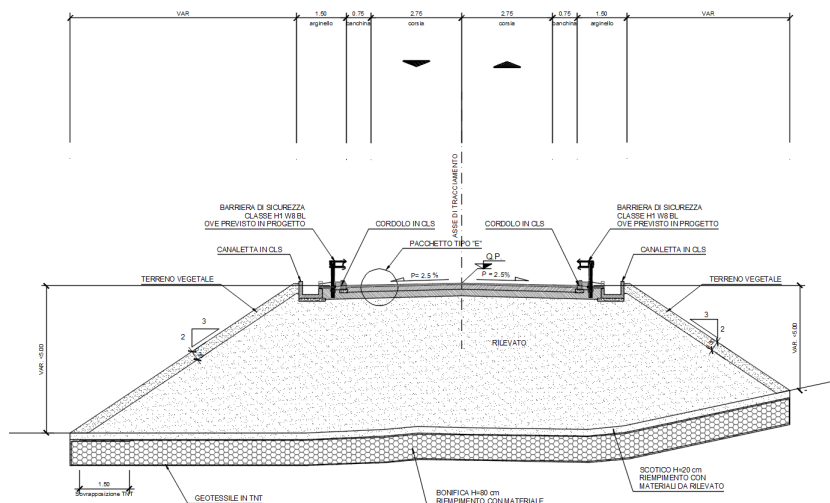 VAR 1.50 0.75 2.75 2.75 0.75 1.50 VAR
arginello banchina corsia corsia banchina arginello
ASSE DI TRACCIAMENTO
BARRIERA DI SICUREZZA
CLASSE H1 W8 BL
OVE PREVISTO IN PROGETTO
CORDOLO IN CLS
CORDOLO IN CLS
BARRIERA DI SICUREZZA
CLASSE H1 W8 BL
OVE PREVISTO IN PROGETTO
CANALETTA IN CLS
PACCHETTO TIPO "E"
Q.P.
CANALETTA IN CLS
TERRENO VEGETALE
P= 2.5 %
P = 2.5%
TERRENO VEGETALE
3
2
3
2
VAR. <5.00
RILEVATO
VAR. <5.00
1.50
Sovrapposizione TNT
GEOTESSILE IN TNT
BONIFICA H=80 cm
RIEMPIMENTO CON MATERIALE
SCOTICO H=20 cm
RIEMPIMENTO CON
MATERIALI DA RILEVATO